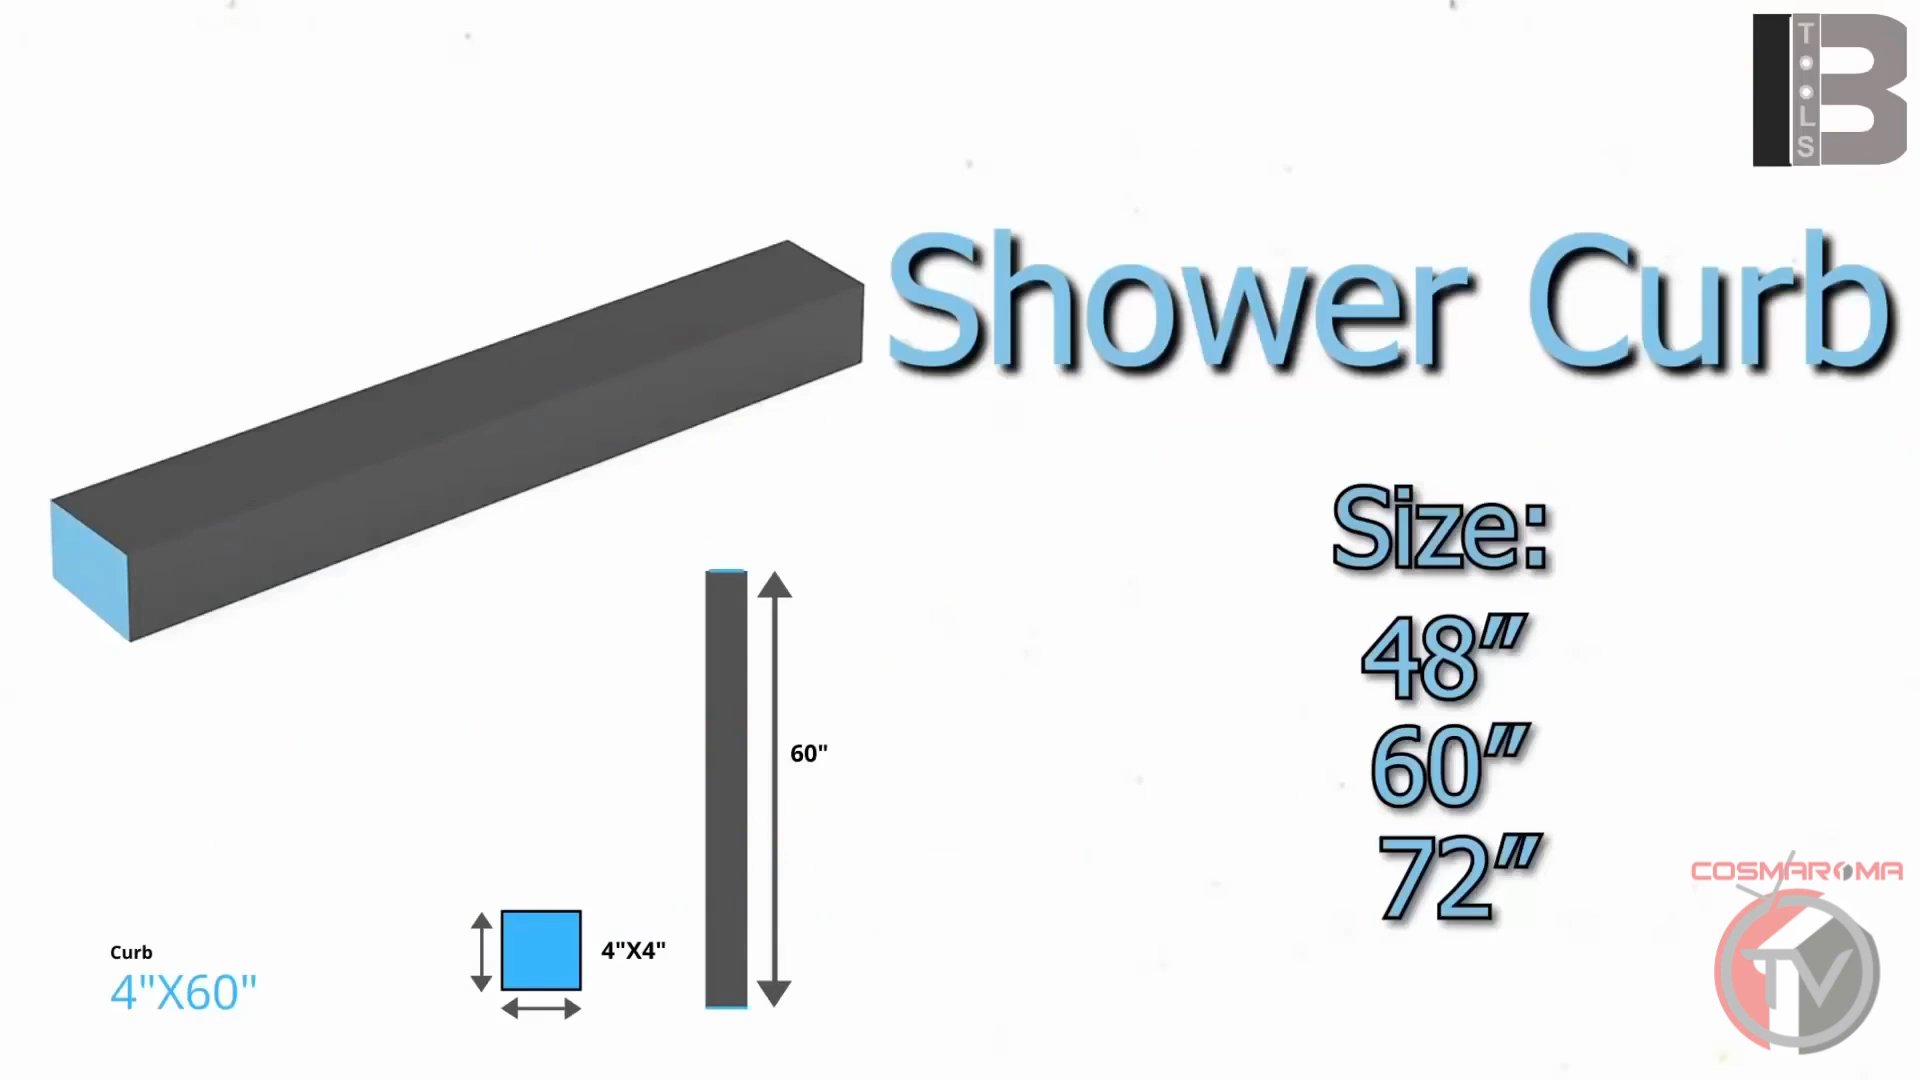 TOOLS
B
Shower Curb
Size:
48"
60"
72"
60"
4"X4"
Curb
4"X60"
COSMAROMA
TV